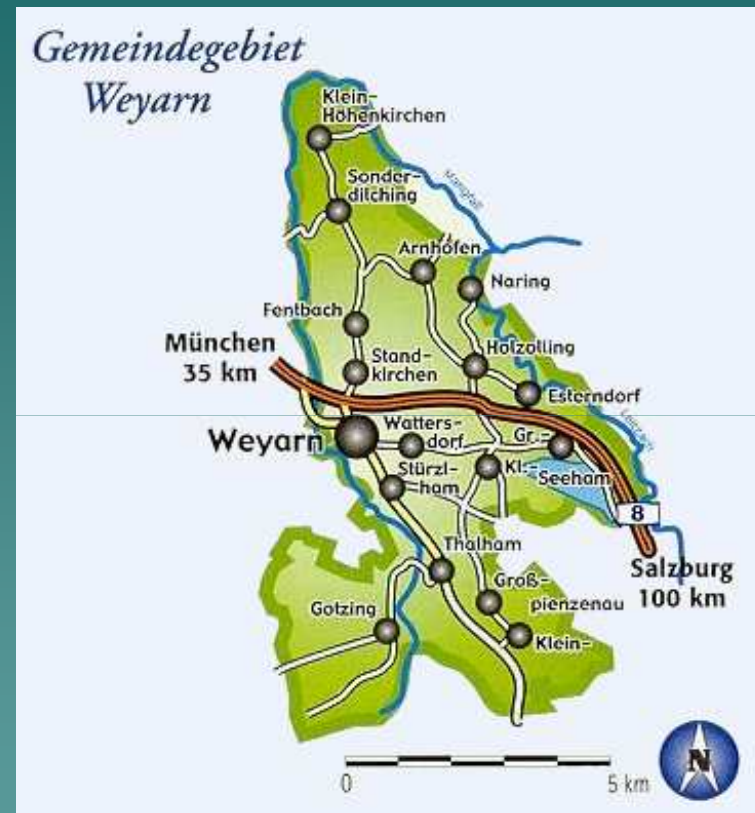 Gemeindegebiet
Weyarn
Klein-
Höhenkirchen
Sonder-
dilching
Mangfall
Arnhofen
Naring
Fentbach
München
35 km
Stand-
kirchen
Holzolling
Esterndorf
Weyarn
Watters-
dorf
Gr.-
Kl.-
Seeham
Stürzl-
ham
8
Thalham
Salzburg
100 km
Groß-
pienzenau
Gotzing
Klein-
N
0
5 km